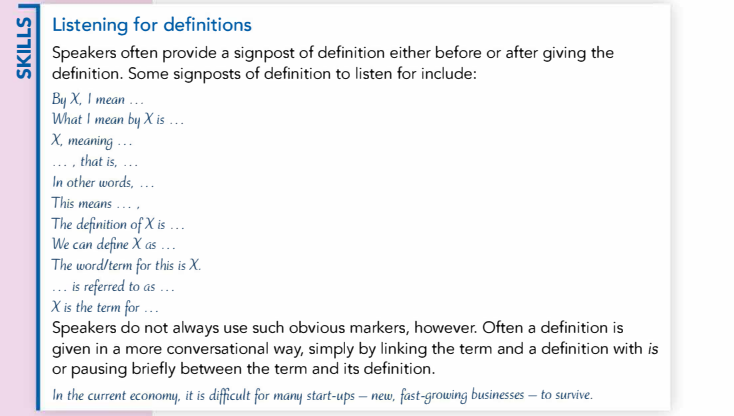 SKILLS
Listening for definitions
Speakers often provide a signpost of definition either before or after giving the
definition. Some signposts of definition to listen for include:
By X, I mean ...
What I mean by X is ...
X, meaning ...
... , that is, ...
In other words, ...
This means ... ,
The definition of X is ...
We can define X as ...
The word/term for this is X.
... is referred to as ...
X is the term for ...
Speakers do not always use such obvious markers, however. Often a definition is
given in a more conversational way, simply by linking the term and a definition with is
or pausing briefly between the term and its definition.
In the current economy, it is difficult for many start-ups – new, fast-growing businesses – to survive.